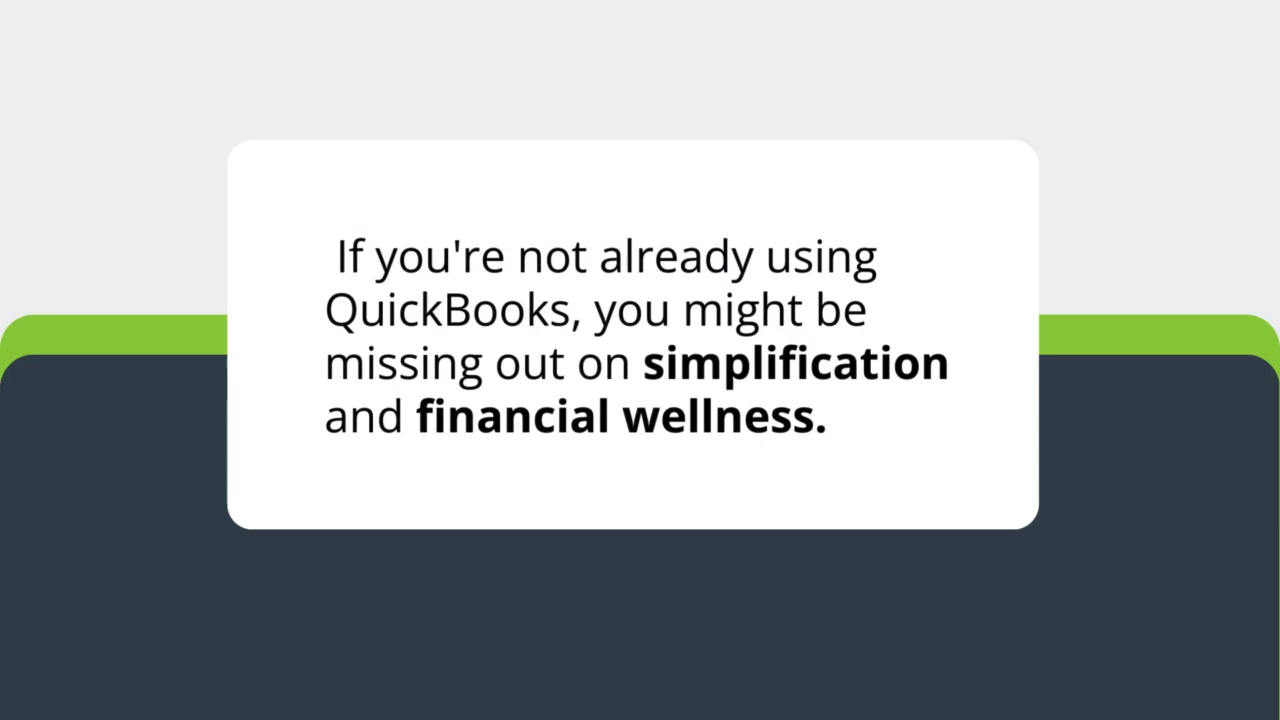 If you're not already using
QuickBooks, you might be
missing out on simplification
and financial wellness.